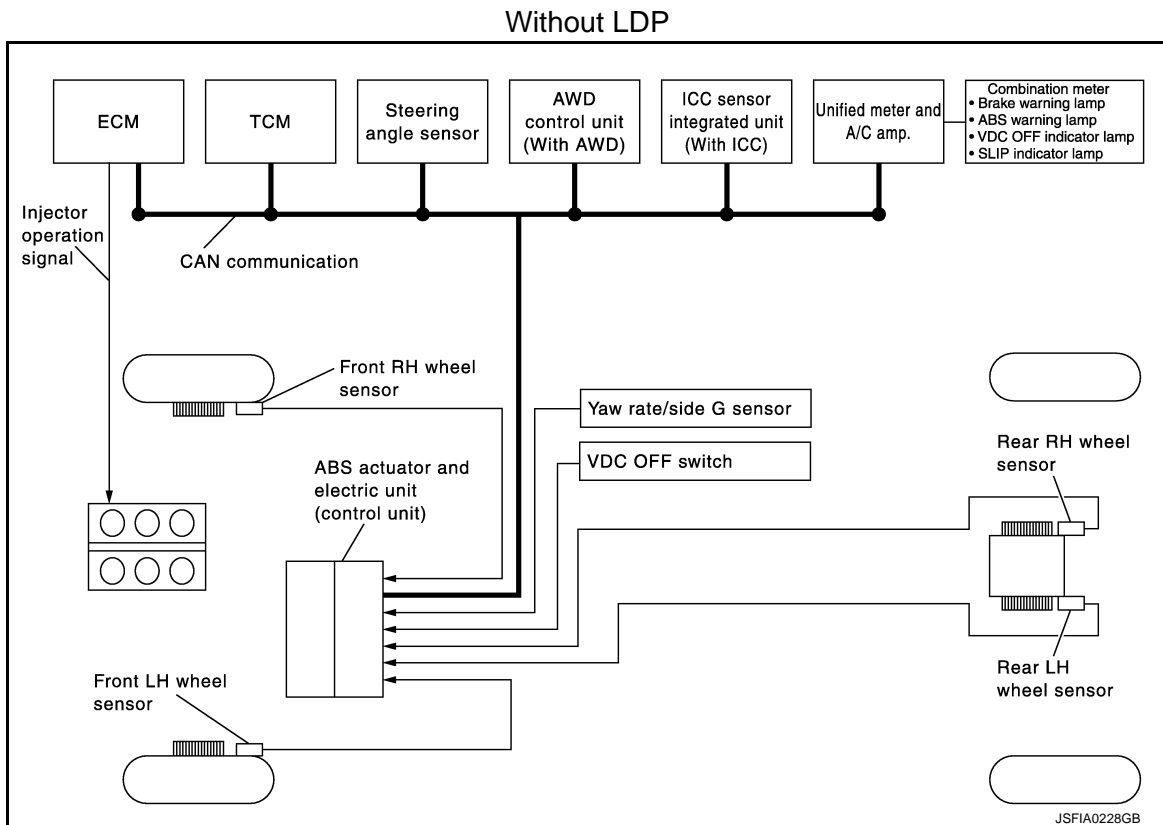 Without LDP
ECM
TCM
Steering
angle sensor
AWD
control unit
(With AWD)
ICC sensor
integrated unit
(With ICC)
Unified meter and
A/C amp.
Combination meter
• Brake warning lamp
• ABS warning lamp
• VDC OFF indicator lamp
• SLIP indicator lamp
Injector
operation
signal
CAN communication
Front RH wheel
sensor
Yaw rate/side G sensor
VDC OFF switch
Rear RH wheel
sensor
ABS actuator and
electric unit
(control unit)
Front LH wheel
sensor
Rear LH
wheel sensor
JSFIA0228GB